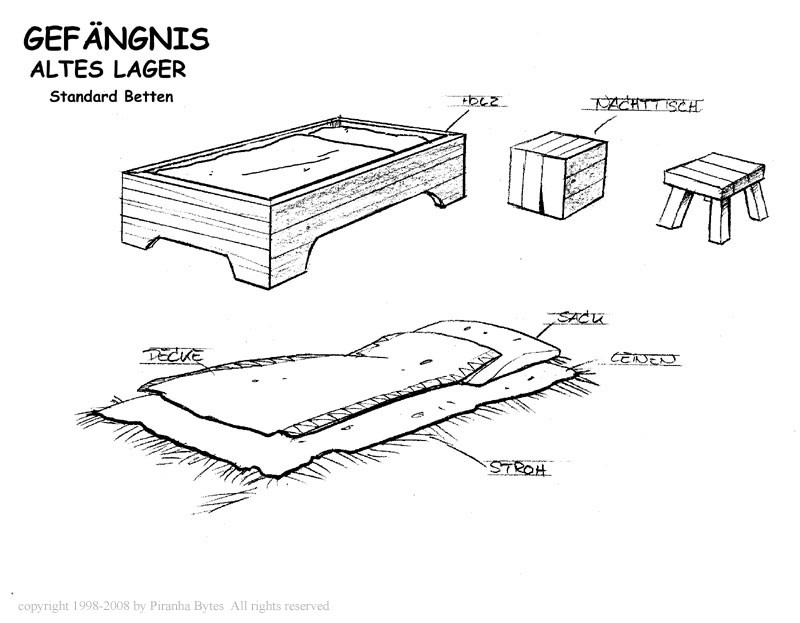 GEFÄNGNIS
ALTES LAGER
Standard Betten
HOLZ
NACHTTISCH
SACK
DECKE
LEINEN
STROH
copyright 1998-2008 by Piranha Bytes All rights reserved